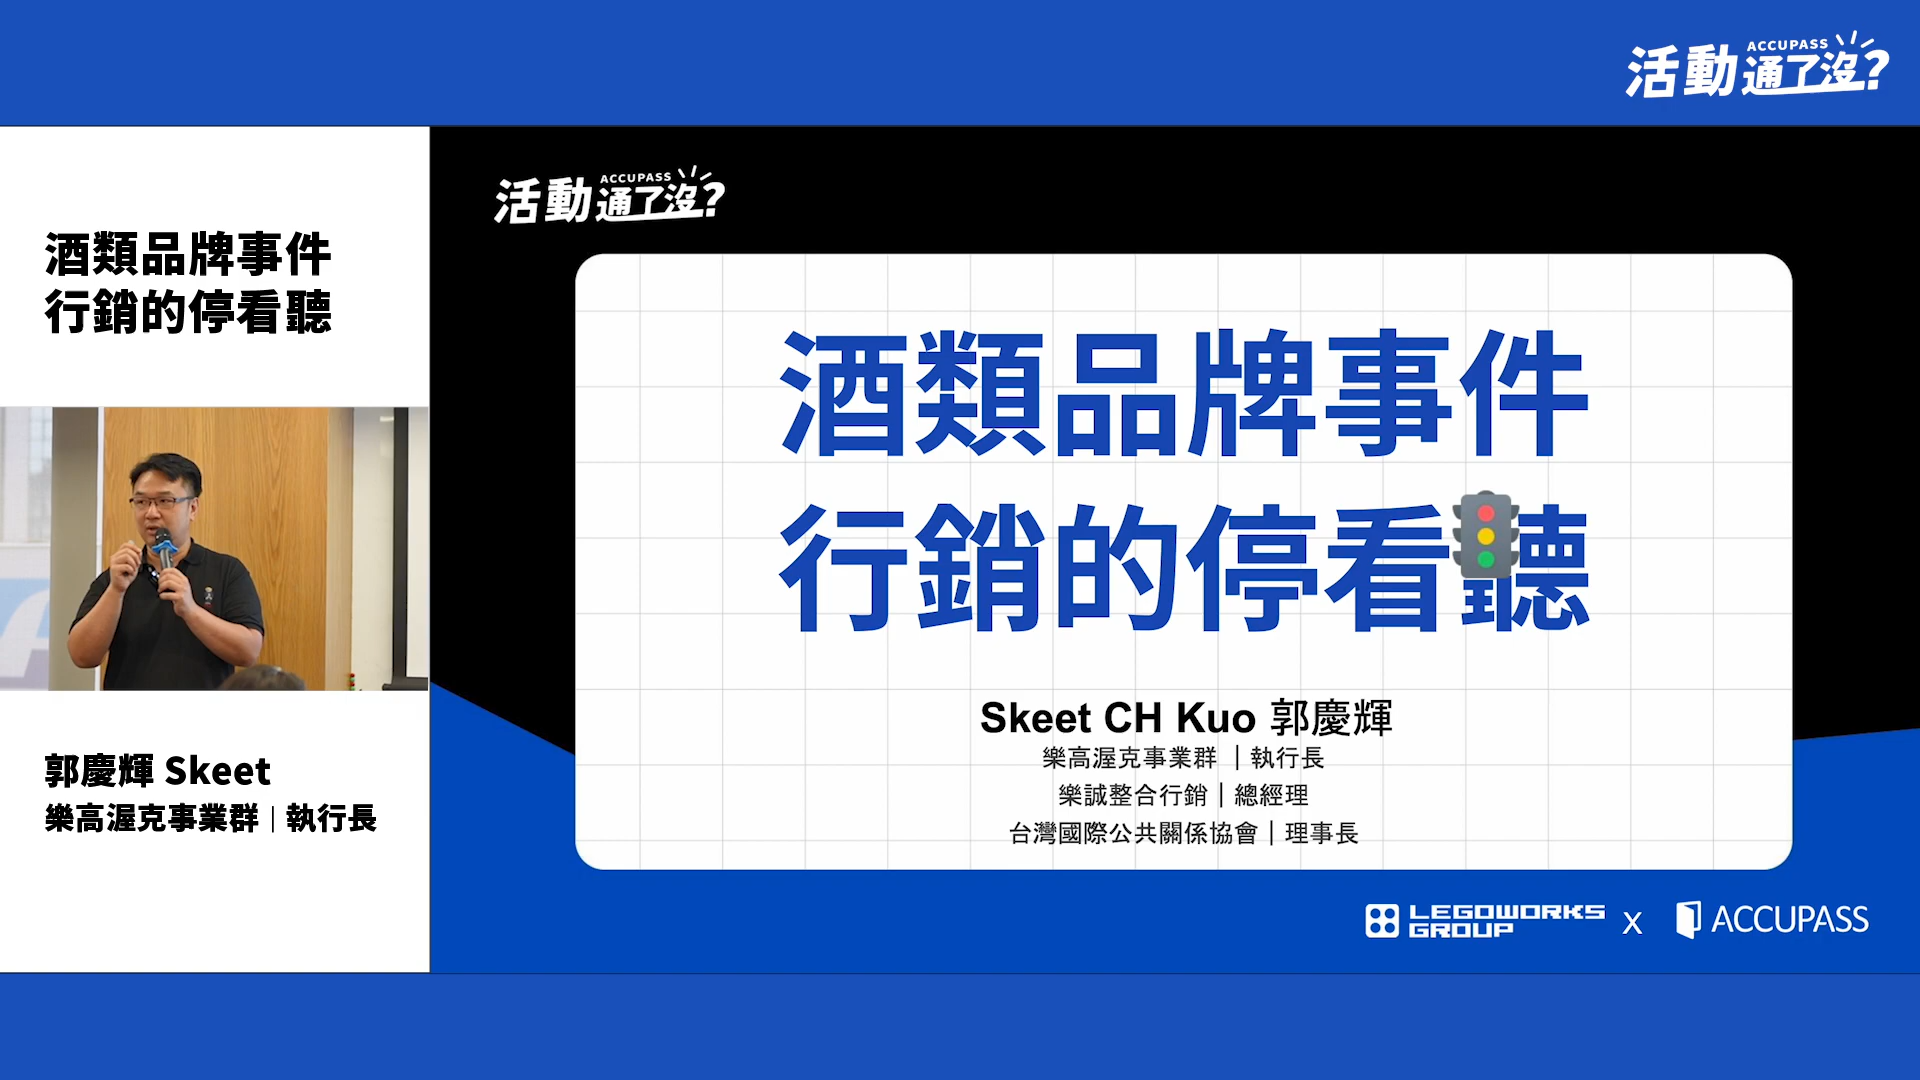 活動 ACCUPASS 通了沒?
酒類品牌事件
行銷的停看聽
郭慶輝 Skeet
樂高渥克事業群 | 執行長
活動 ACCUPASS 通了沒?
酒類品牌事件
行銷的停看聽
Skeet CH Kuo 郭慶輝
樂高渥克事業群 | 執行長
樂誠整合行銷 | 總經理
台灣國際公共關係協會 | 理事長
LEGOWORKS
GROUP
X
ACCUPASS